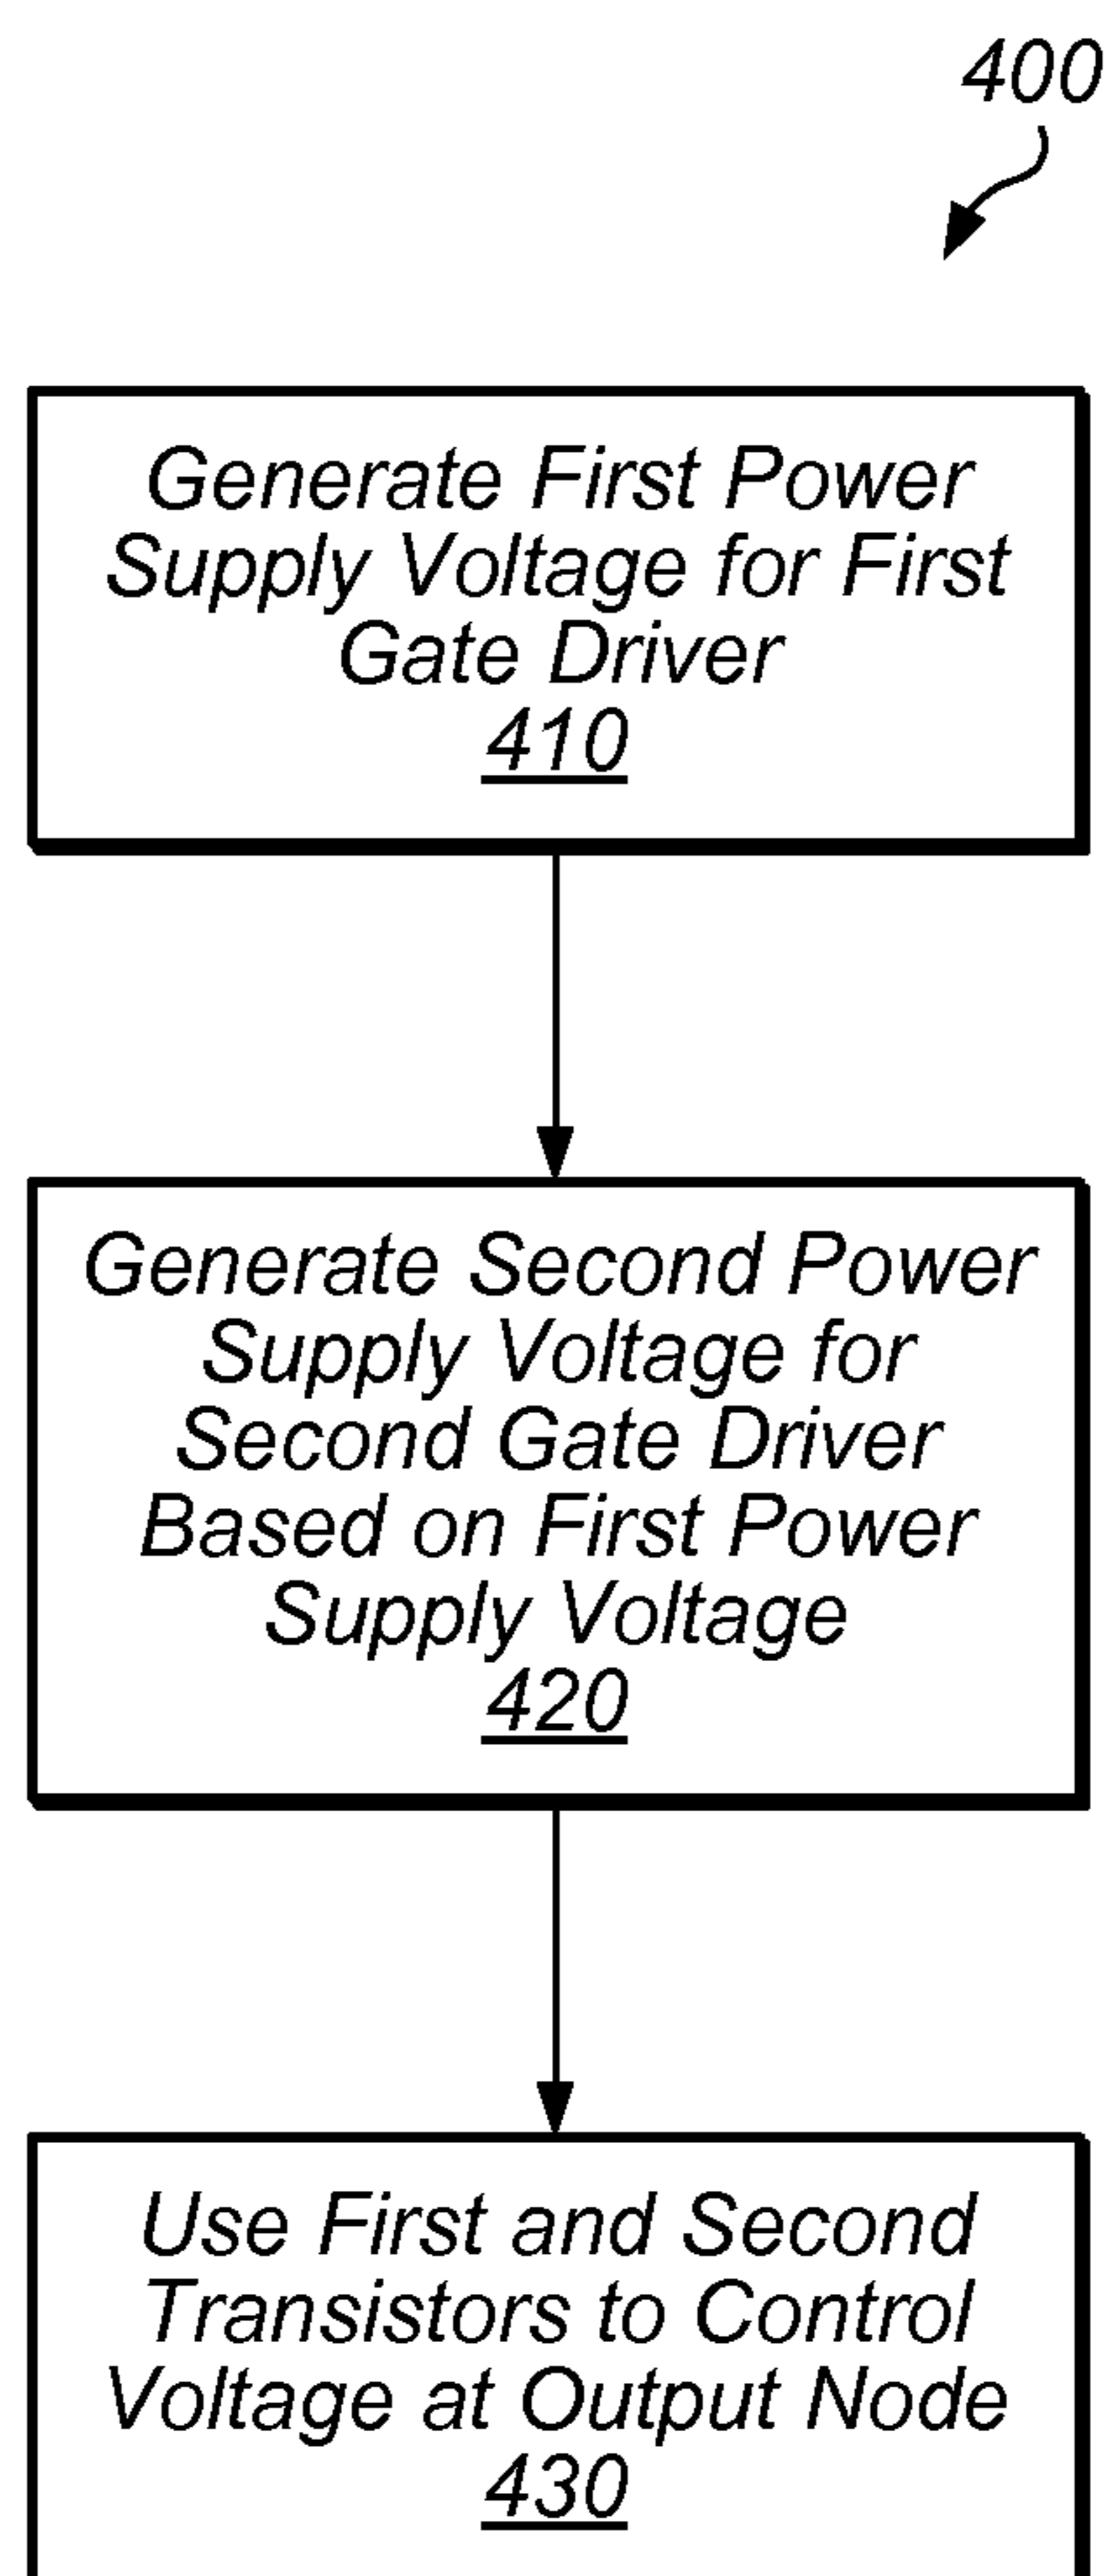 400
Generate First Power
Supply Voltage for First
Gate Driver
410
Generate Second Power
Supply Voltage for
Second Gate Driver
Based on First Power
Supply Voltage
420
Use First and Second
Transistors to Control
Voltage at Output Node
430